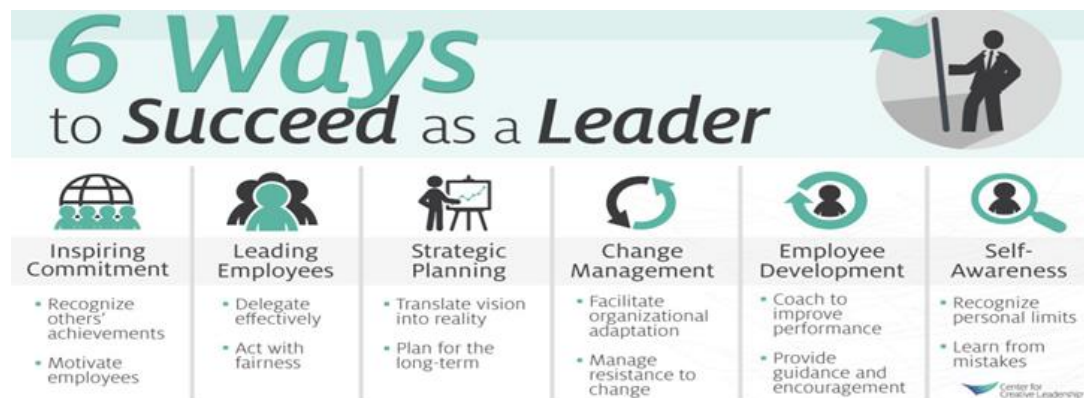 6 Ways
to Succeed as a Leader
Inspiring
Commitment
▪ Recognize
others'
achievements
▪ Motivate
employees
Leading
Employees
▪ Delegate
effectively
▪ Act with
fairness
Strategic
Planning
▪ Translate vision
into reality
▪ Plan for the
long-term
Change
Management
▪ Facilitate
organizational
adaptation
▪ Manage
resistance to
change
Employee
Development
▪ Coach to
improve
performance
▪ Provide
guidance and
encouragement
Self-
Awareness
▪ Recognize
personal limits
▪ Learn from
mistakes
Center for
Creative Leadership